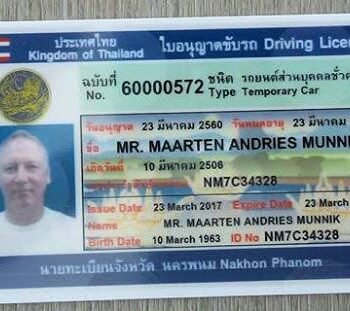 ประเทศไทย ใบอนุญาตขับรถ Driving Licen
Kingdom of Thailand
ฉบับที่ 60000572 ชนิด รถยนต์ส่วนบุคคลชั่วค
No. Type Temporary Car
วันอนุญาต 23 มีนาคม 2560 วันหมดอายุ 23 มีนาคม
ชื่อ MR. MAARTEN ANDRIES MUNNI
เกิดวันที่ 10 มีนาคม 2506
NM7C34328
Issue Date 23 March 2017 Expire Date 23 March
Name MR. MAARTEN ANDRIES MUNNIK
Birth Date 10 March 1963 ID No NM7C34328
นายทะเบียนจังหวัด นครพนม Nakhon Phanom